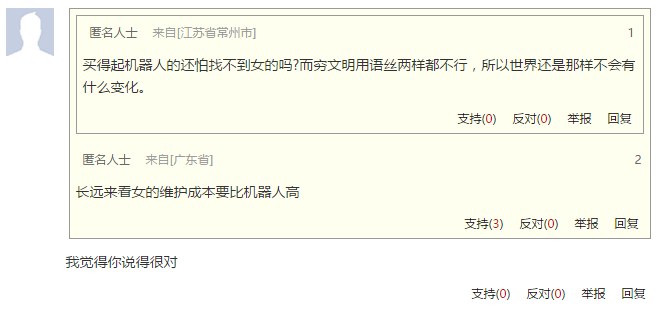 匿名人士 来自[江苏省常州市] 1
买得起机器人的还怕找不到女的吗?而穷文明用语丝两样都不行，所以世界还是那样不会有
什么变化。
支持(0) 反对(0) 举报 回复
匿名人士 来自[广东省] 2
长远来看女的维护成本要比机器人高
支持(3) 反对(0) 举报 回复
我觉得你说得很对
支持(0) 反对(0) 举报 回复